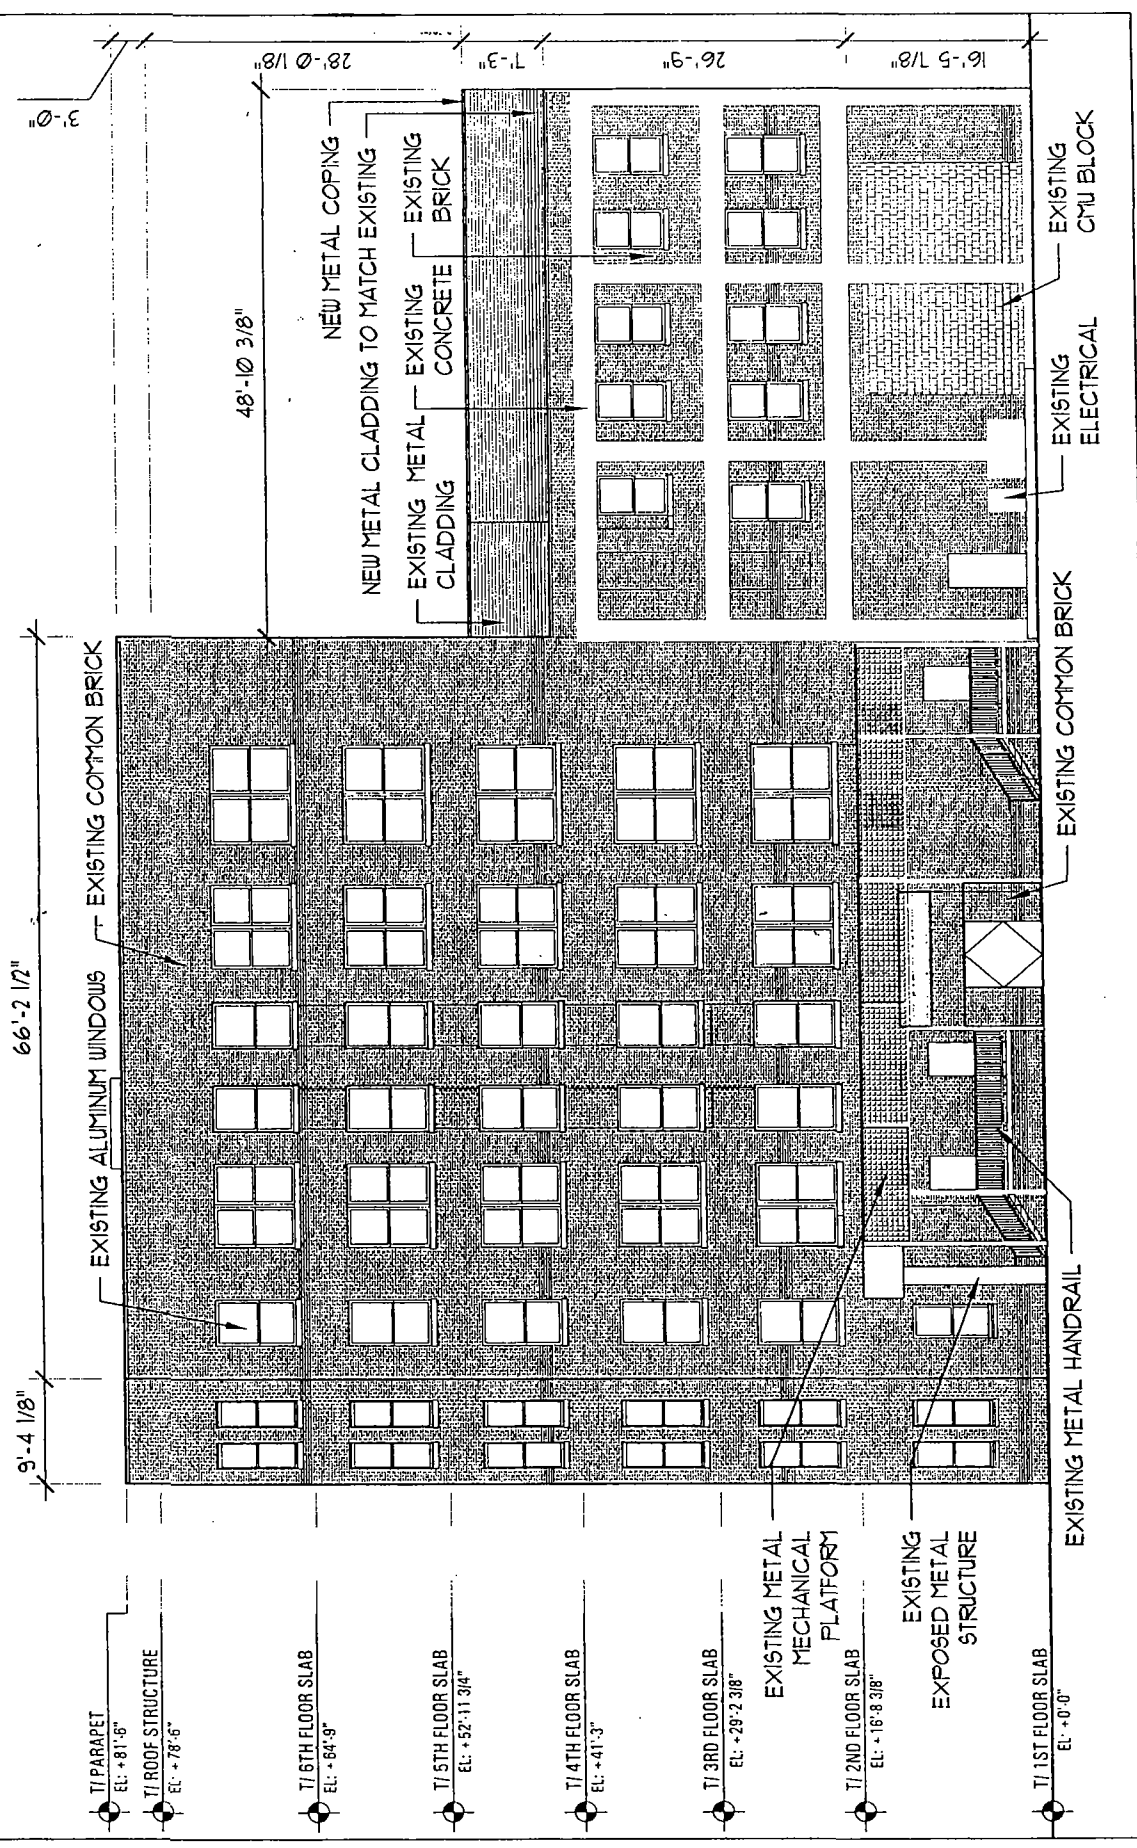 9'-4 1/8"
66'-2 1/2"
48'-10 3/8"
3'-0"
28'-0 1/8"
7'-3"
26'-9"
16'-5 7/8"
EXISTING ALUMINUM WINDOWS
EXISTING COMMON BRICK
NEW METAL COPING
NEW METAL CLADDING TO MATCH EXISTING
EXISTING METAL
CLADDING
EXISTING
CONCRETE
EXISTING
BRICK
T/ PARAPET
EL: +81'-6"
T/ ROOF STRUCTURE
EL: +78'-6"
T/ 6TH FLOOR SLAB
EL: +64'-9"
T/ 5TH FLOOR SLAB
EL: +52'-11 3/4"
T/ 4TH FLOOR SLAB
EL: +41'-3"
T/ 3RD FLOOR SLAB
EL: +29'-2 3/8"
T/ 2ND FLOOR SLAB
EL: +16'-8 3/8"
T/ 1ST FLOOR SLAB
EL: +0'-0"
EXISTING METAL
MECHANICAL
PLATFORM
EXISTING
EXPOSED METAL
STRUCTURE
EXISTING METAL HANDRAIL
EXISTING COMMON BRICK
EXISTING
ELECTRICAL
EXISTING
CMU BLOCK